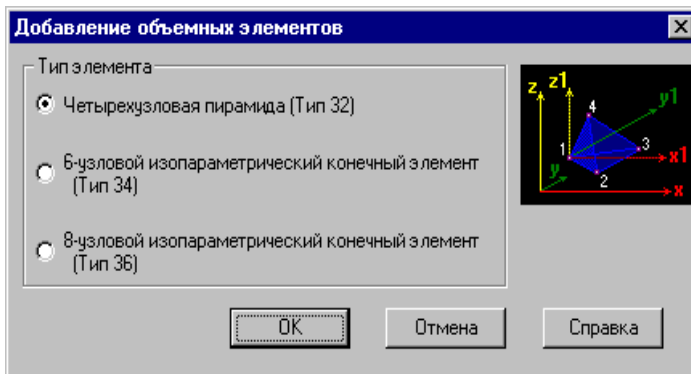 Добавление объемных элементов
Тип элемента
Четырехузловая пирамида (Тип 32)
6-узловой изопараметрический конечный элемент
(Тип 34)
8-узловой изопараметрический конечный элемент
(Тип 36)
z z1 y1
4
1 3
x1
y 2
x
OK Отмена Справка